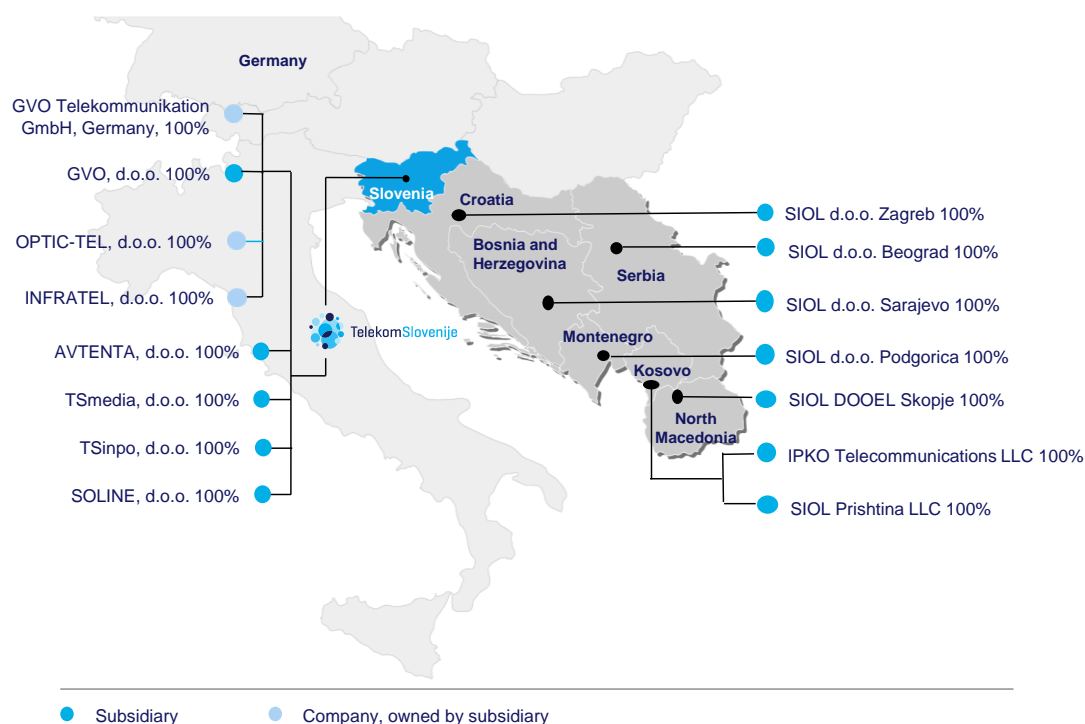 Germany
GVO Telekommunikation
GmbH, Germany, 100%
GVO, d.o.o. 100%
OPTIC-TEL, d.o.o. 100%
INFRATEL, d.o.o. 100%
AVTENTA, d.o.o. 100%
TSmedia, d.o.o. 100%
TSinpo, d.o.o. 100%
SOLINE, d.o.o. 100%
TelekomSlovenije
Slovenia
Croatia
Bosnia and
Herzegovina
Serbia
Montenegro
Kosovo
North
Macedonia
SIOL d.o.o. Zagreb 100%
SIOL d.o.o. Beograd 100%
SIOL d.o.o. Sarajevo 100%
SIOL d.o.o. Podgorica 100%
SIOL DOOEL Skopje 100%
IPKO Telecommunications LLC 100%
SIOL Prishtina LLC 100%
Subsidiary
Company, owned by subsidiary